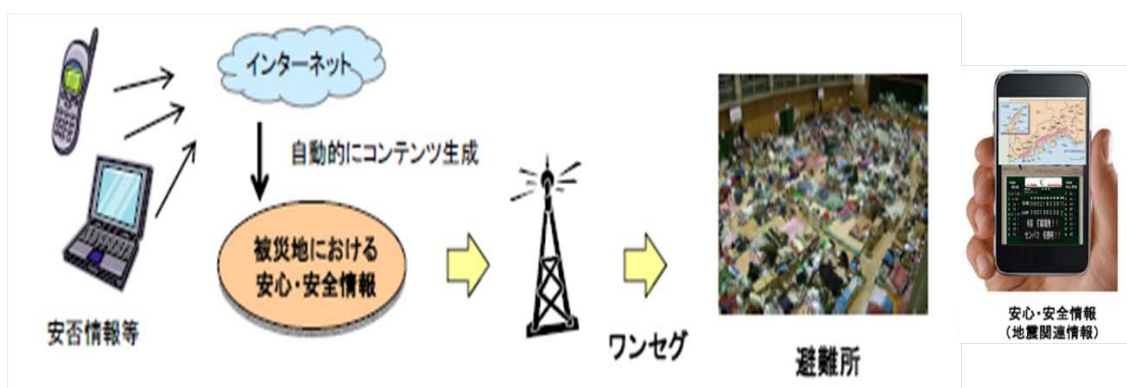 インターネット
自動的にコンテンツ生成
被災地における
安心・安全情報
安否情報等
ワンセグ
避難所
安心・安全情報
（地震関連情報）